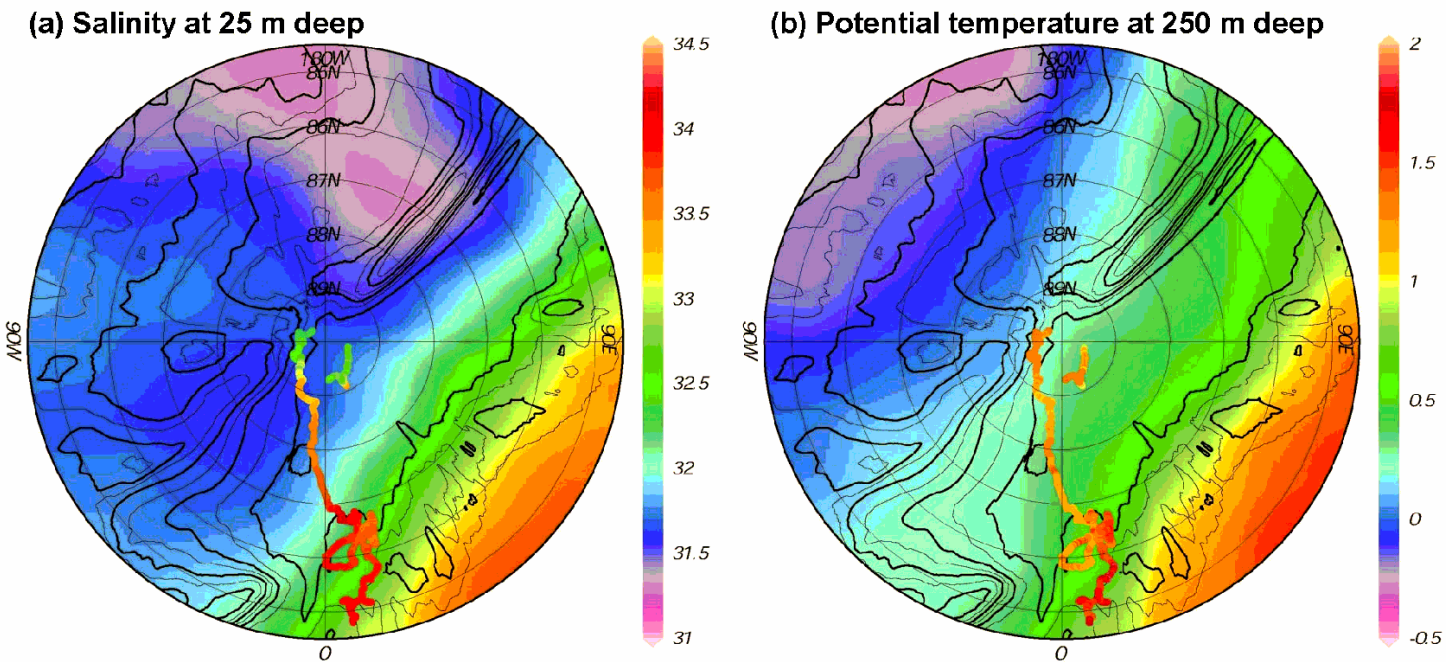 (a) Salinity at 25 m deep
180W
85N
86N
87N
88N
89N
90W
90E
0
34.5
34
33.5
33
32.5
32
31.5
31
(b) Potential temperature at 250 m deep
180W
85N
86N
87N
88N
89N
90W
90E
0
2
1.5
1
0.5
0
-0.5